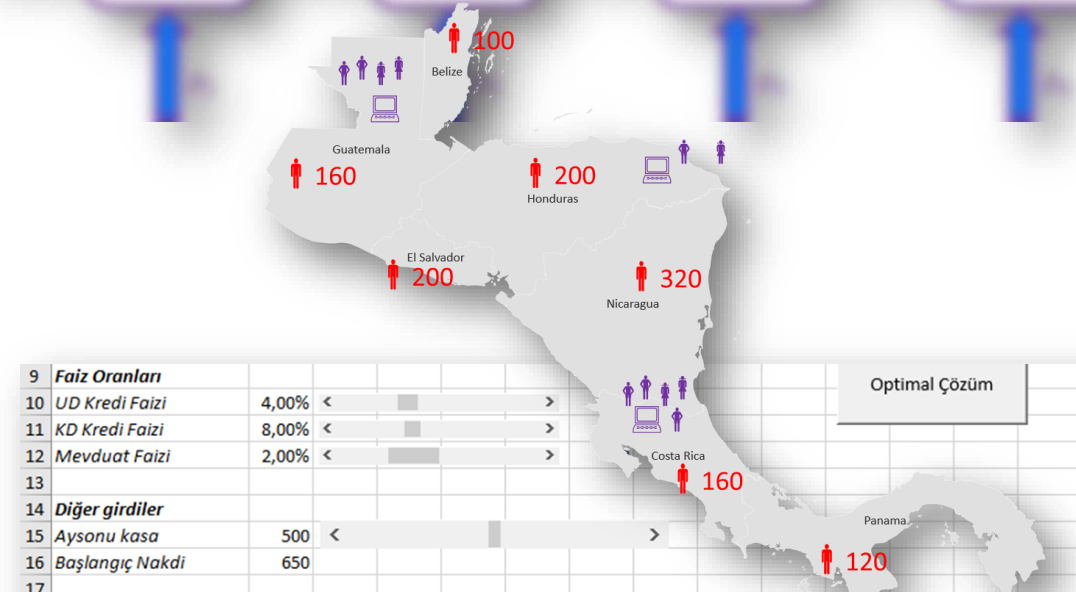 100
Belize
Guatemala
160
200
Honduras
El Salvador
200
320
Nicaragua
9 Faiz Oranları
10 UD Kredi Faizi 4,00% < >
11 KD Kredi Faizi 8,00% < >
12 Mevduat Faizi 2,00% < >
13
14 Diğer girdiler
15 Aysonu kasa 500 < >
16 Başlangıç Nakdi 650
17
Optimal Çözüm
Costa Rica
160
Panama
120